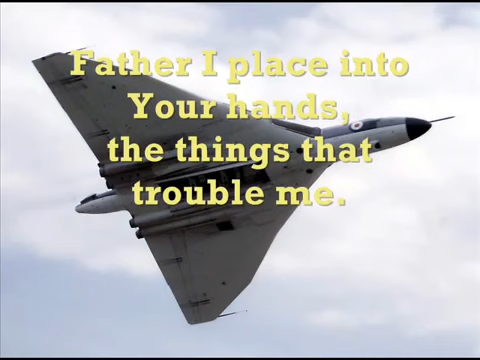 Father I place into
Your hands,
the things that
trouble me.